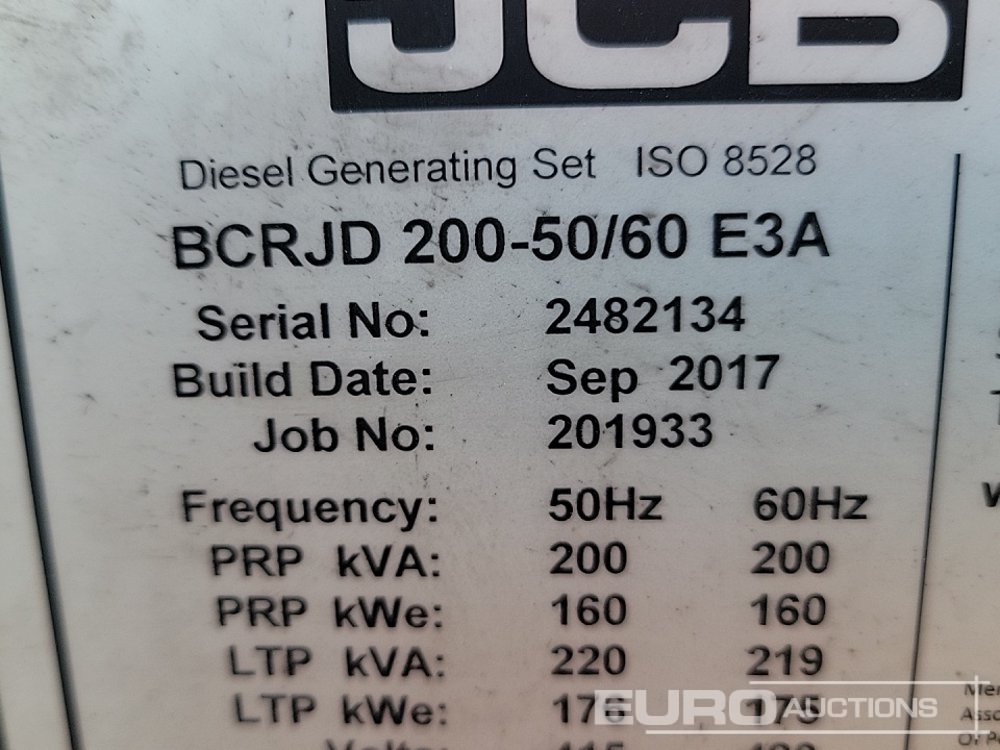 JCB
Diesel Generating Set ISO 8528
BCRJD 200-50/60 E3A
Serial No: 2482134
Build Date: Sep 2017
Job No: 201933
Frequency: 50Hz 60Hz
PRP kVA: 200 200
PRP kWe: 160 160
LTP kVA: 220 219
LTP kWe: 176 175
EURO AUCTIONS